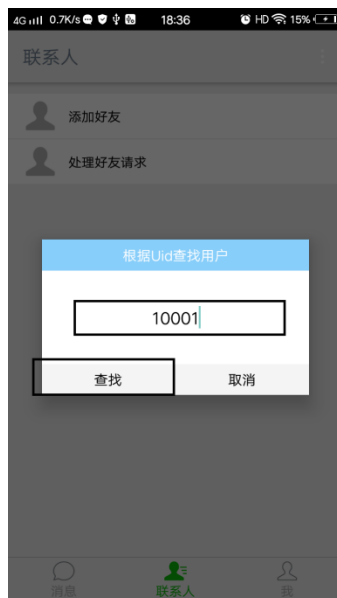 4G 0.7K/s 18:36 HD 15%
联系人
添加好友
处理好友请求
根据Uid查找用户
10001
查找 取消
消息 联系人 我